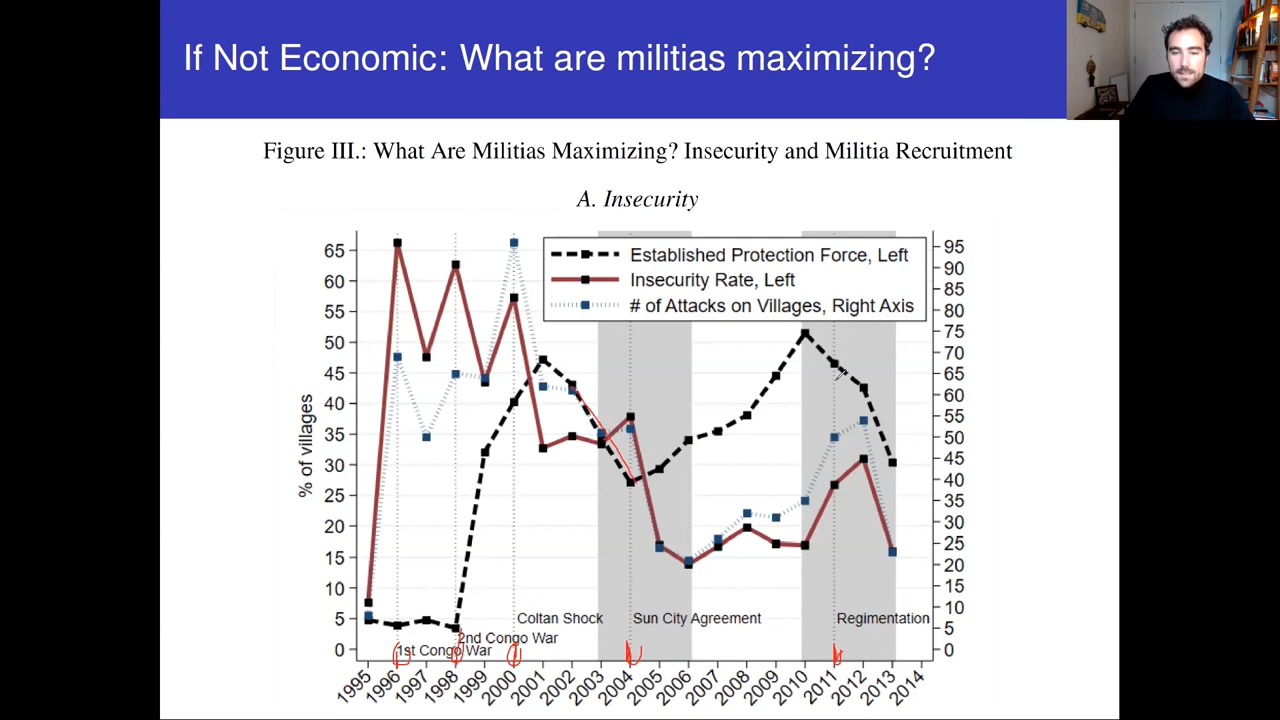 If Not Economic: What are militias maximizing?
Figure III.: What Are Militias Maximizing? Insecurity and Militia Recruitment
A. Insecurity
Established Protection Force, Left
Insecurity Rate, Left
# of Attacks on Villages, Right Axis
% of villages
65
60
55
50
45
40
35
30
25
20
15
10
5
0
95
90
85
80
75
70
65
60
55
50
45
40
35
30
25
20
15
10
5
0
Coltan Shock
Sun City Agreement
Regimentation
2nd Congo War
1st Congo War
1995 1996 1997 1998 1999 2000 2001 2002 2003 2004 2005 2006 2007 2008 2009 2010 2011 2012 2013 2014